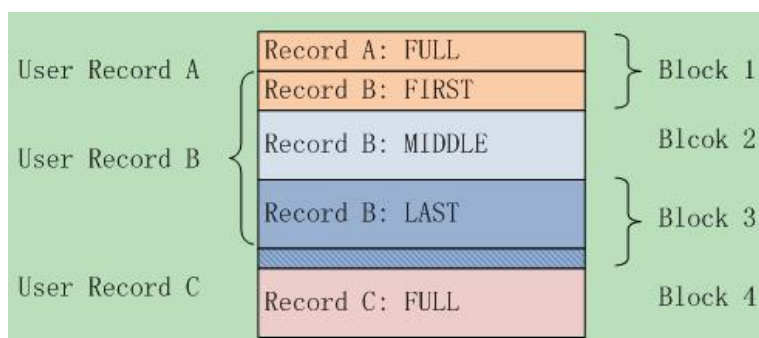 User Record A
User Record B
User Record C
Record A: FULL
Record B: FIRST
Record B: MIDDLE
Record B: LAST
Record C: FULL
Block 1
Blcok 2
Block 3
Block 4